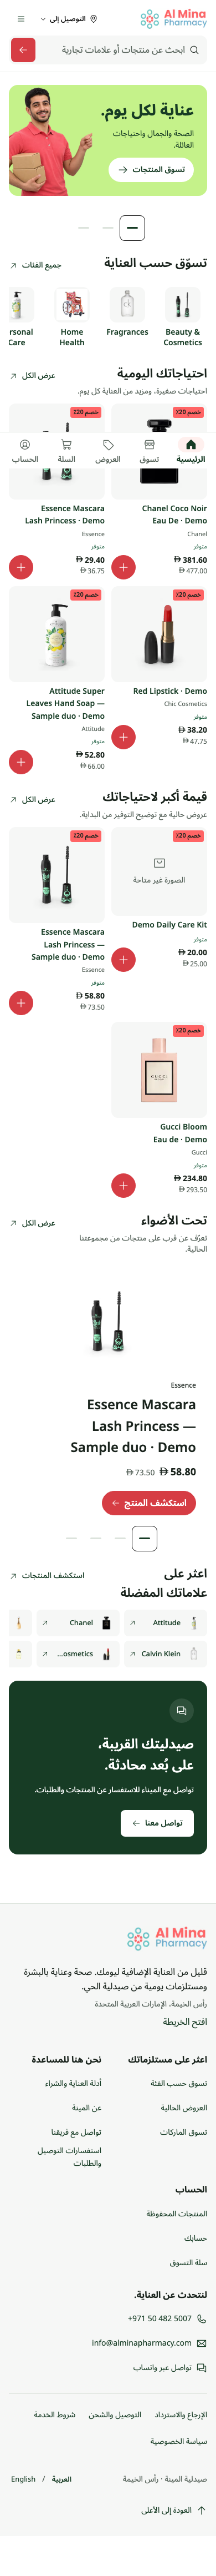 Al Mina
Pharmacy
التوصيل إلى
ابحث عن منتجات أو علامات تجارية
عناية لكل يوم.
الصحة والجمال واحتياجات
العائلة.
تسوق المنتجات
تسوّق حسب العناية
جميع الفئات
Beauty &
Cosmetics
Fragrances
Home
Health
ersonal
Care
احتياجاتك اليومية
عرض الكل
احتياجات صغيرة، ومزيد من العناية كل يوم.
خصم 20٪
خصم 20٪
الرئيسية
تسوق
العروض
السلة
الحساب
Chanel Coco Noir
Eau De · Demo
Chanel
متوفر
381.60
477.00
Essence Mascara
Lash Princess · Demo
Essence
متوفر
29.40
36.75
خصم 20٪
Red Lipstick · Demo
Chic Cosmetics
متوفر
38.20
47.75
خصم 20٪
Attitude Super
Leaves Hand Soap —
Sample duo · Demo
Attitude
متوفر
52.80
66.00
قيمة أكبر لاحتياجاتك
عرض الكل
عروض حالية مع توضيح التوفير من البداية.
خصم 20٪
الصورة غير متاحة
Demo Daily Care Kit
متوفر
20.00
25.00
خصم 20٪
Essence Mascara
Lash Princess —
Sample duo · Demo
Essence
متوفر
58.80
73.50
خصم 20٪
Gucci Bloom
Eau de · Demo
Gucci
متوفر
234.80
293.50
تحت الأضواء
عرض الكل
تعرّف عن قرب على منتجات من مجموعتنا
الحالية.
Essence
Essence Mascara
Lash Princess —
Sample duo · Demo
58.80 73.50
استكشف المنتج
اعثر على
علاماتك المفضلة
استكشف المنتجات
Attitude
Chanel
Calvin Klein
...osmetics
صيدليتك القريبة،
على بُعد محادثة.
تواصل مع الميناء للاستفسار عن المنتجات والطلبات.
تواصل معنا
Al Mina
Pharmacy
قليل من العناية الإضافية ليومك. صحة وعناية بالبشرة
ومستلزمات يومية من صيدلية الحي.
رأس الخيمة، الإمارات العربية المتحدة
افتح الخريطة
اعثر على مستلزماتك
تسوق حسب الفئة
العروض الحالية
تسوق الماركات
نحن هنا للمساعدة
أدلة العناية والشراء
عن المينة
تواصل مع فريقنا
استفسارات التوصيل
والطلبات
الحساب
المنتجات المحفوظة
حسابك
سلة التسوق
لنتحدث عن العناية.
+971 50 482 5007
info@alminapharmacy.com
تواصل عبر واتساب
الإرجاع والاسترداد
التوصيل والشحن
شروط الخدمة
سياسة الخصوصية
صيدلية المينة · رأس الخيمة
العربية / English
العودة إلى الأعلى